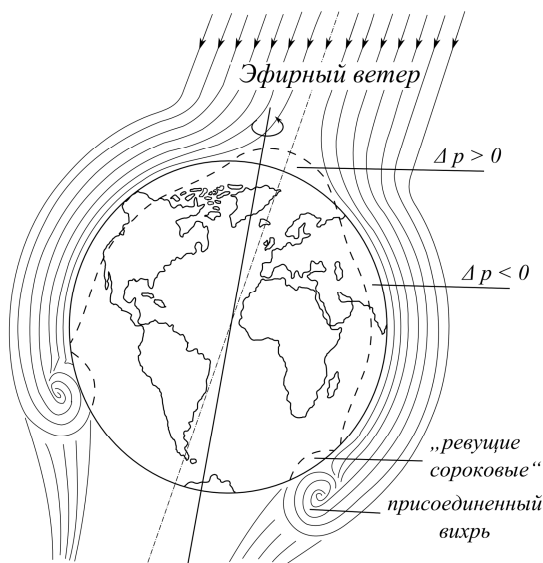 Эфирный ветер
Δ p > 0
Δ p < 0
„ревущие
сороковые“
присоединенный
вихрь